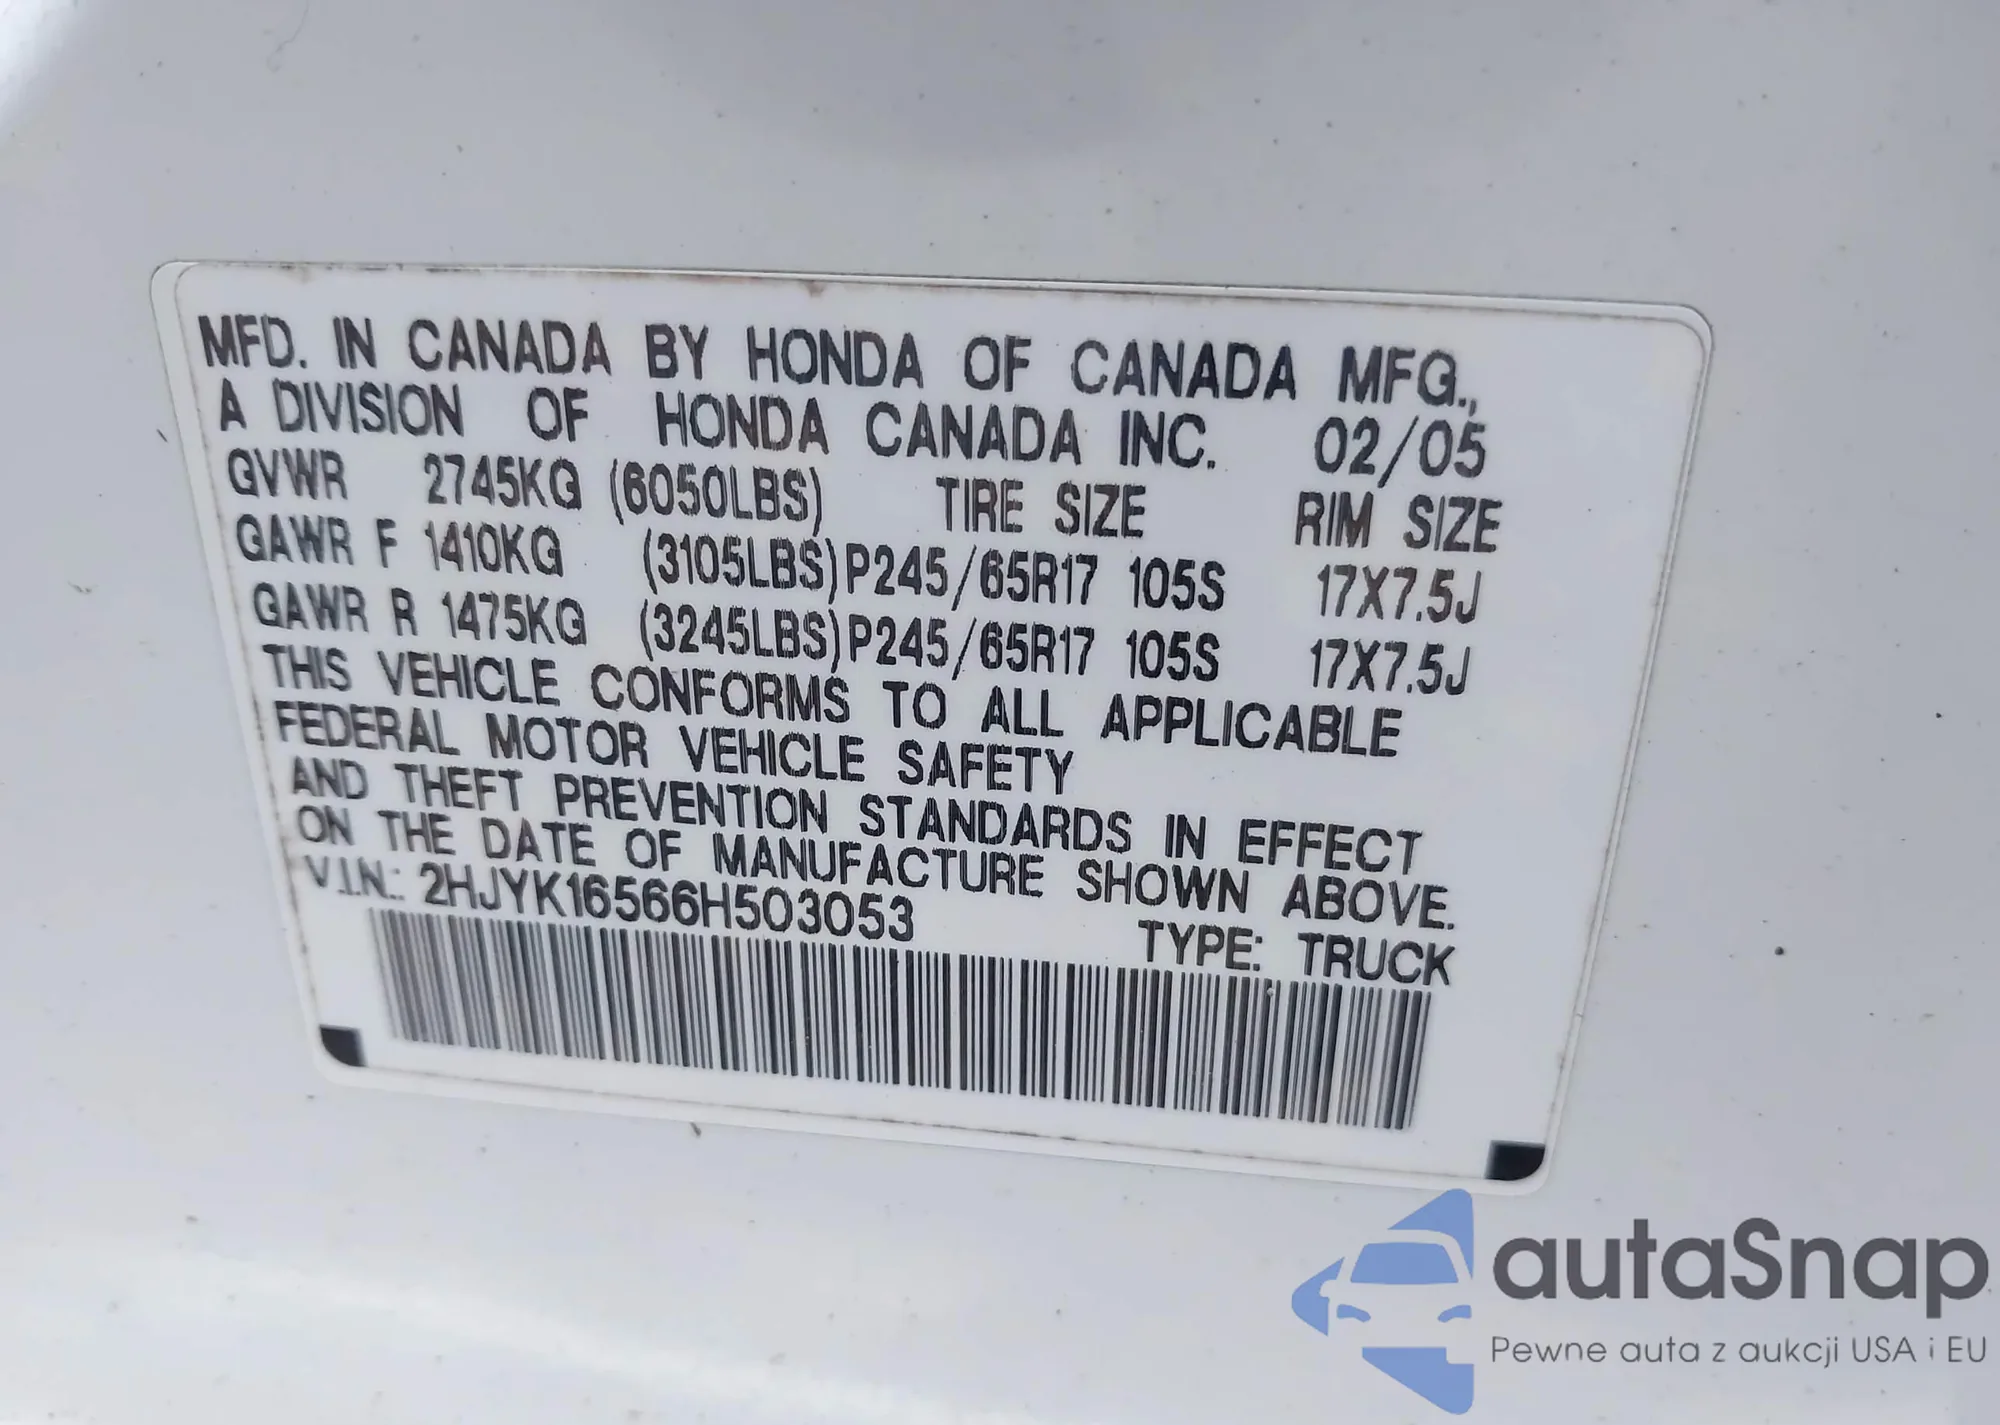 MFD. IN CANADA BY HONDA OF CANADA MFG.,
A DIVISION OF HONDA CANADA INC. 02/05
GVWR 2745KG (6050LBS) TIRE SIZE RIM SIZE
GAWR F 1410KG (3105LBS) P245/65R17 105S 17X7.5J
GAWR R 1475KG (3245LBS) P245/65R17 105S 17X7.5J
THIS VEHICLE CONFORMS TO ALL APPLICABLE
FEDERAL MOTOR VEHICLE SAFETY
AND THEFT PREVENTION STANDARDS IN EFFECT
ON THE DATE OF MANUFACTURE SHOWN ABOVE.
V.I.N.: 2HJYK16566H503053
TYPE: TRUCK
autaSnap
Pewne auta z aukcji USA i EU